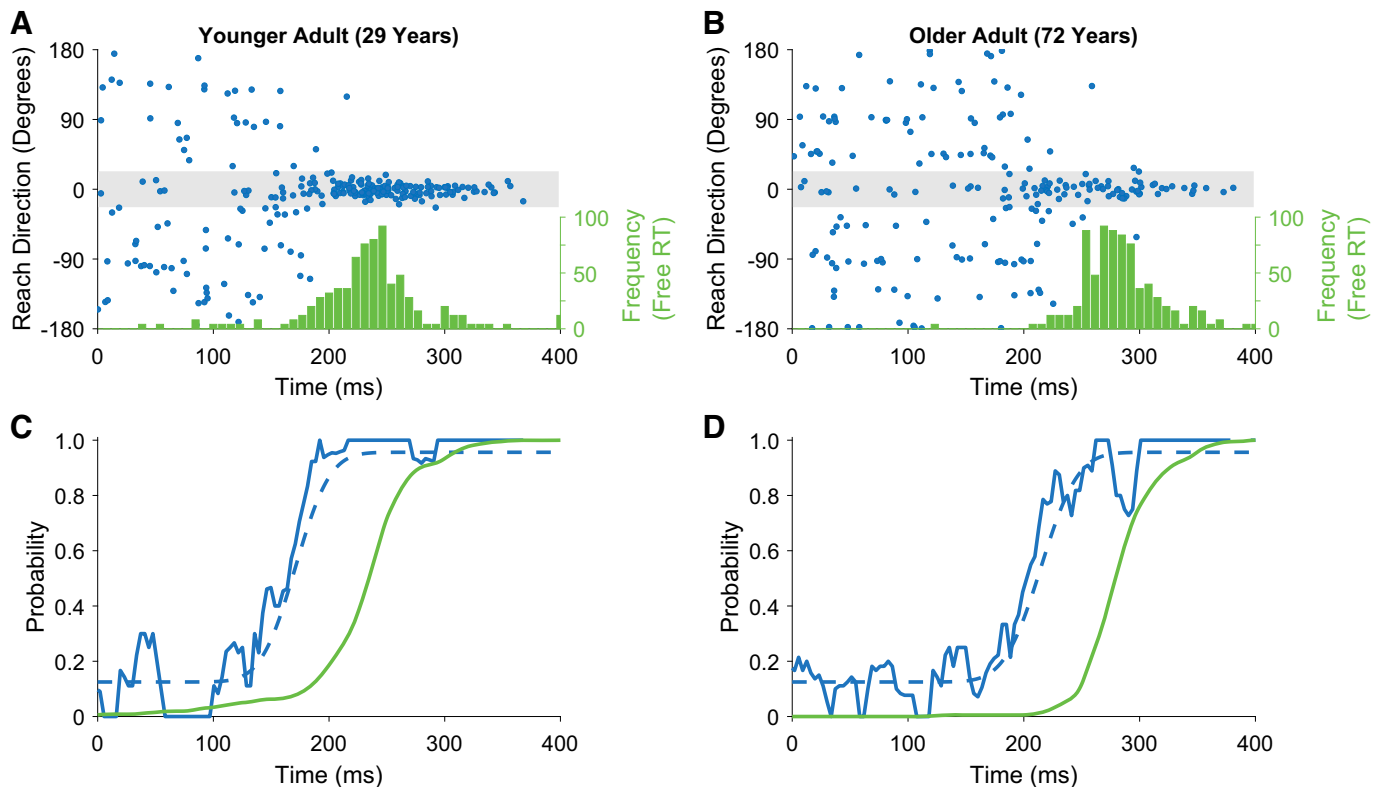 A
Younger Adult (29 Years)
180
90
0
-90
-180
Reach Direction (Degrees)
100
50
0
Frequency
(Free RT)
0 100 200 300 400
Time (ms)
B
Older Adult (72 Years)
180
90
0
-90
-180
Reach Direction (Degrees)
100
50
0
Frequency
(Free RT)
0 100 200 300 400
Time (ms)
C
1.0
0.8
0.6
0.4
0.2
0
Probability
0 100 200 300 400
Time (ms)
D
1.0
0.8
0.6
0.4
0.2
0
Probability
0 100 200 300 400
Time (ms)